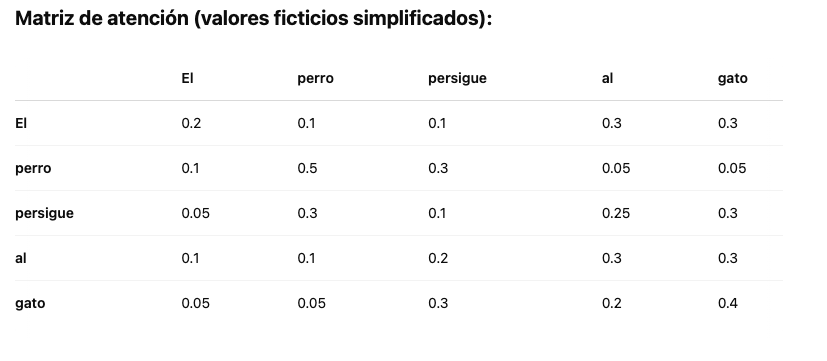 Matriz de atención (valores ficticios simplificados):
El perro persigue al gato
El 0.2 0.1 0.1 0.3 0.3
perro 0.1 0.5 0.3 0.05 0.05
persigue 0.05 0.3 0.1 0.25 0.3
al 0.1 0.1 0.2 0.3 0.3
gato 0.05 0.05 0.3 0.2 0.4